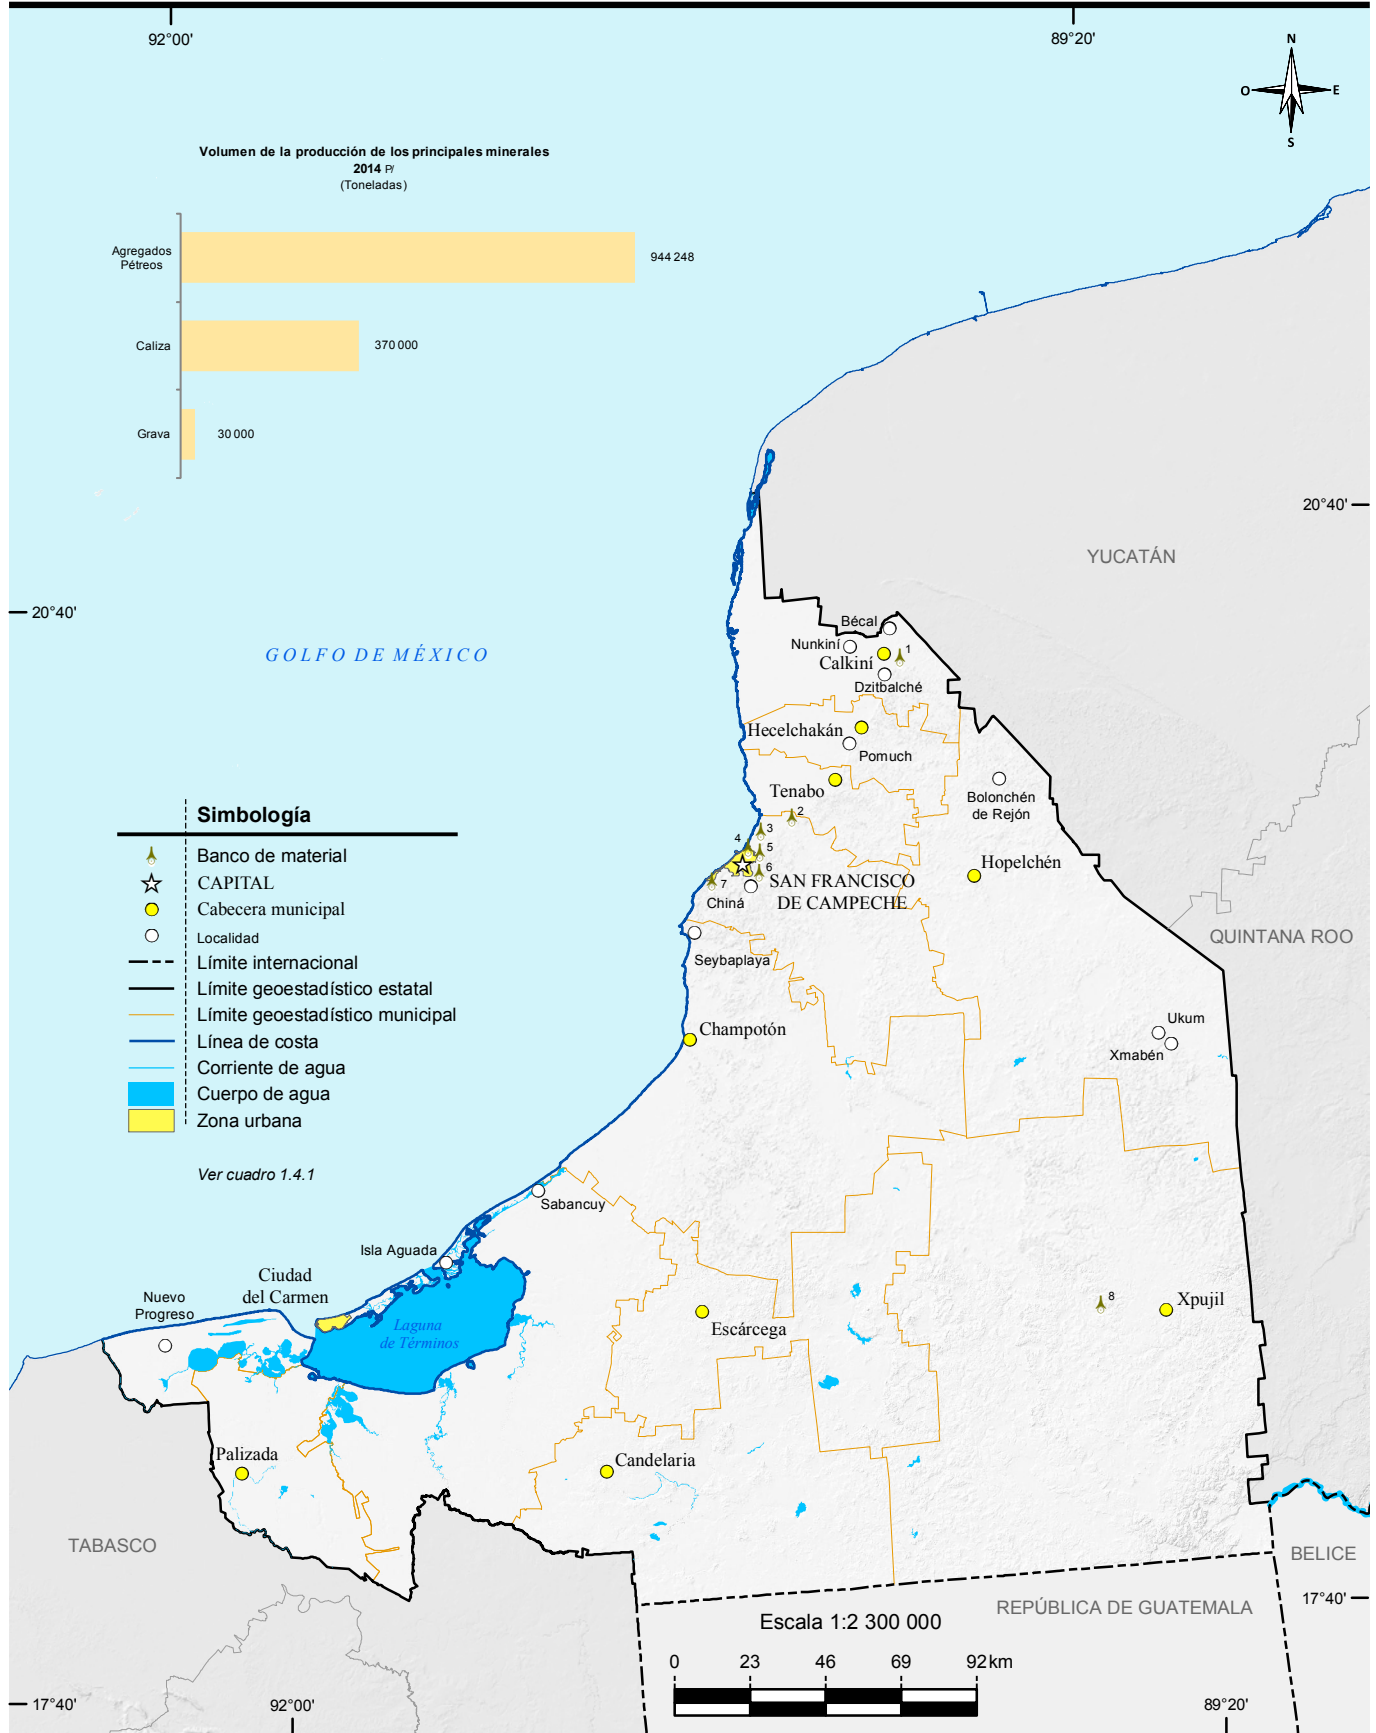 92°00'
89°20'
N
O
E
S
Volumen de la producción de los principales minerales
2014 P/
(Toneladas)
Agregados
Pétreos
944 248
Caliza
370 000
Grava
30 000
20°40'
YUCATÁN
20°40'
GOLFO DE MÉXICO
Bécal
Nunkiní
1
Calkiní
Dzitbalché
Hecelchakán
Pomuch
Tenabo
Bolonchén
de Rejón
2
3
4
5
6
7
Hopelchén
SAN FRANCISCO
DE CAMPECHE
Chiná
QUINTANA ROO
Seybaplaya
Champotón
Ukum
Xmabén
Simbología
Banco de material
CAPITAL
Cabecera municipal
Localidad
Límite internacional
Límite geoestadístico estatal
Límite geoestadístico municipal
Línea de costa
Corriente de agua
Cuerpo de agua
Zona urbana
Ver cuadro 1.4.1
Sabancuy
Isla Aguada
Ciudad
del Carmen
Nuevo
Progreso
Laguna
de Términos
Escárcega
8
Xpujil
Palizada
Candelaria
TABASCO
BELICE
REPÚBLICA DE GUATEMALA
17°40'
Escala 1:2 300 000
0 23 46 69 92 km
17°40'
92°00'
89°20'